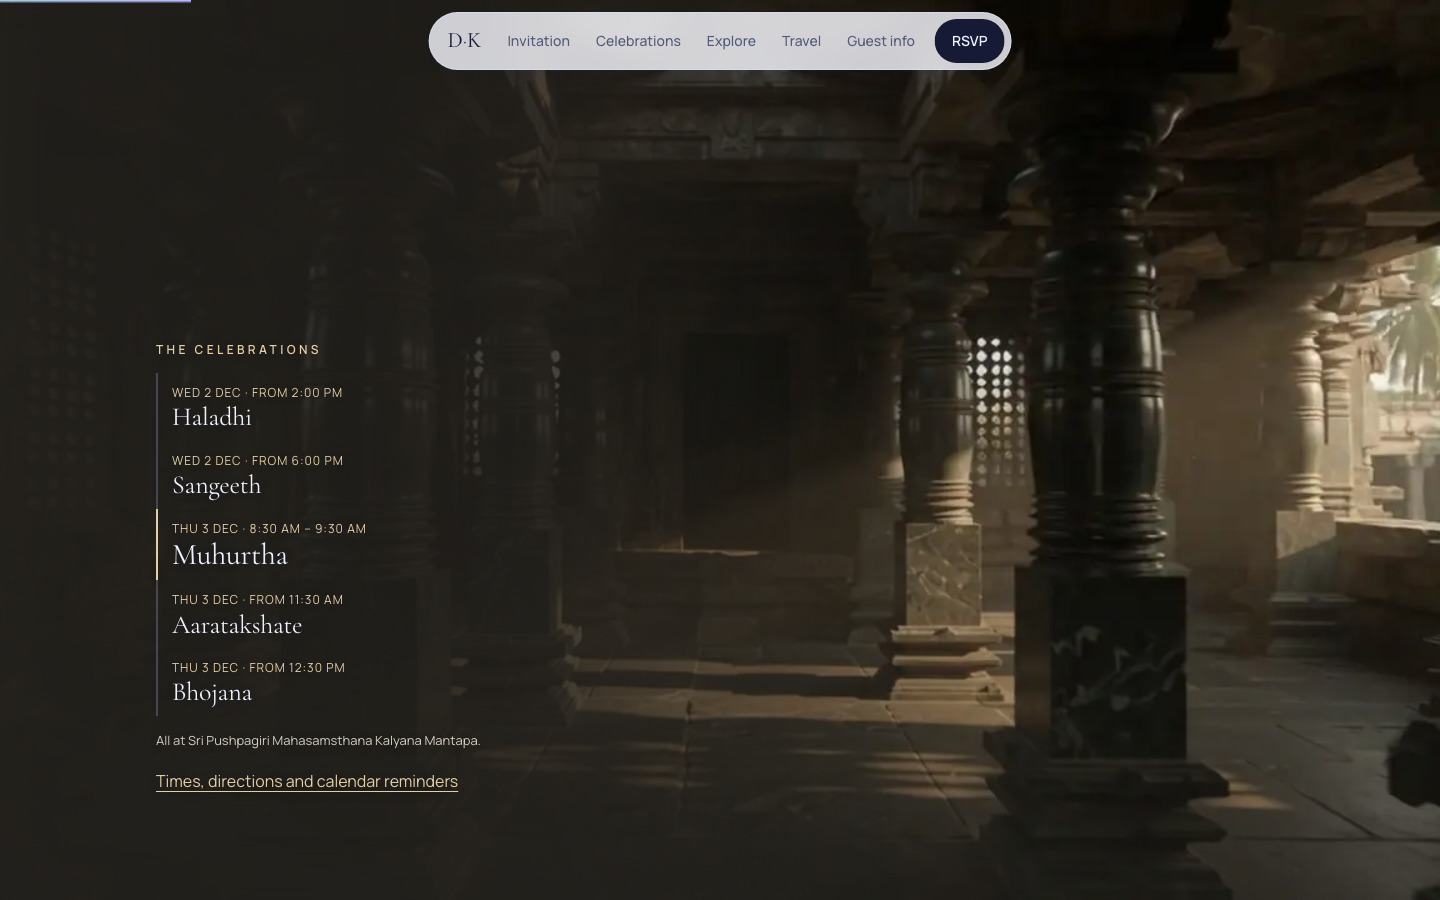 D·K
Invitation
Celebrations
Explore
Travel
Guest info
RSVP
THE CELEBRATIONS
WED 2 DEC · FROM 2:00 PM
Haladhi
WED 2 DEC · FROM 6:00 PM
Sangeeth
THU 3 DEC · 8:30 AM – 9:30 AM
Muhurtha
THU 3 DEC · FROM 11:30 AM
Aaratakshate
THU 3 DEC · FROM 12:30 PM
Bhojana
All at Sri Pushpagiri Mahasamsthana Kalyana Mantapa.
Times, directions and calendar reminders